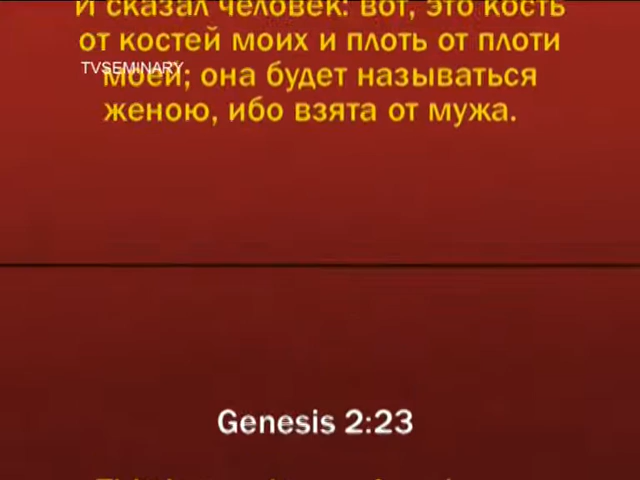 И сказал человек: вот, это кость
от костей моих и плоть от плоти
TVSEMINARY
моей; она будет называться
женою, ибо взята от мужа.
Genesis 2:23